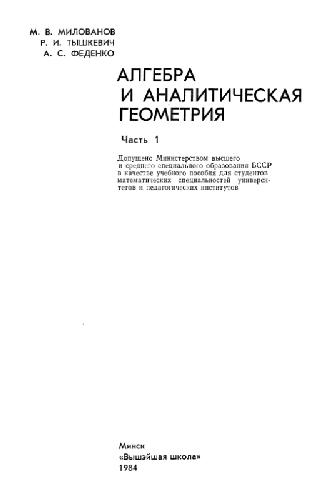 М. В. МИЛОВАНОВ
Р. И. ТЫШКЕВИЧ
А. С. ФЕДЕНКО
АЛГЕБРА
И АНАЛИТИЧЕСКАЯ
ГЕОМЕТРИЯ
Часть 1
Допущено Министерством высшего
и среднего специального образования БССР
в качестве учебного пособия для студентов
математических специальностей универси-
тетов и педагогических институтов
Минск
«Вышэйшая школа»
1984